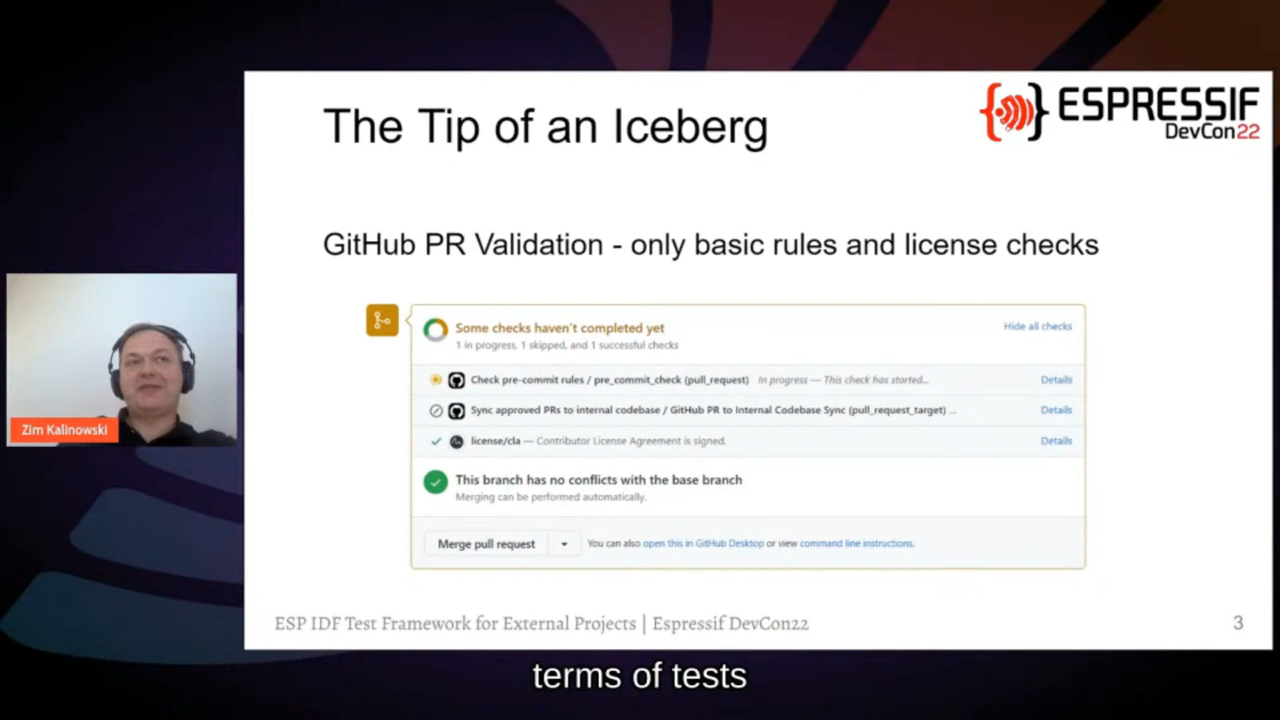 The Tip of an Iceberg
{ } ESPRESSIF
DevCon22
GitHub PR Validation - only basic rules and license checks
Some checks haven't completed yet
Hide all checks
1 in progress, 1 skipped, and 1 successful checks
Check pre-commit rules / pre_commit_check (pull_request) In progress — This check has started...
Details
Sync approved PRs to internal codebase / GitHub PR to Internal Codebase Sync (pull_request_target) ...
Details
license/cla — Contributor License Agreement is signed.
Details
This branch has no conflicts with the base branch
Merging can be performed automatically.
Merge pull request
You can also open this in GitHub Desktop or view command line instructions.
Zim Kalinowski
ESP IDF Test Framework for External Projects | Espressif DevCon22
3
terms of tests